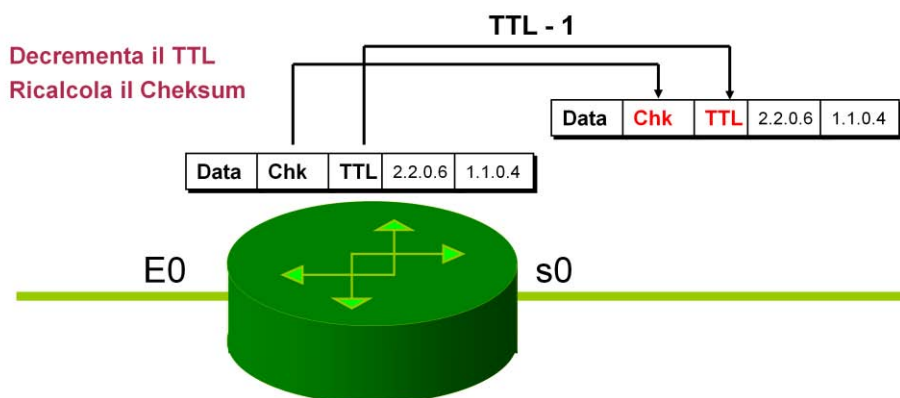 TTL - 1
Decrementa il TTL
Ricalcola il Cheksum
Data Chk TTL 2.2.0.6 1.1.0.4
Data Chk TTL 2.2.0.6 1.1.0.4
E0 s0